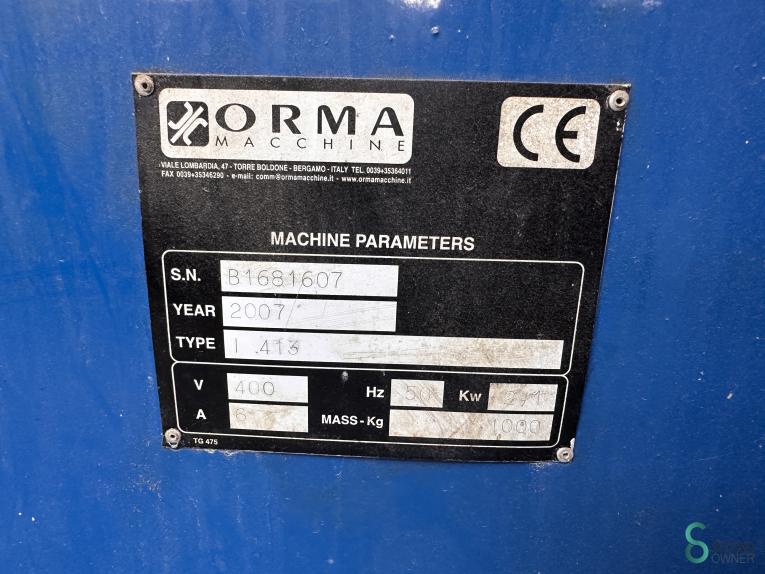 ORMA
MACCHINE
CE
VIALE LOMBARDIA, 47 - TORRE BOLDONE - BERGAMO - ITALY TEL. 0039+35364011
FAX 0039+35346290 - e-mail: comm@ormamacchine.it - www.ormamacchine.it
MACHINE PARAMETERS
S.N. B1681607
YEAR 2007
TYPE I .413
V 400 Hz 50 Kw
A 6 MASS-Kg 1000
TG 475
OWNER